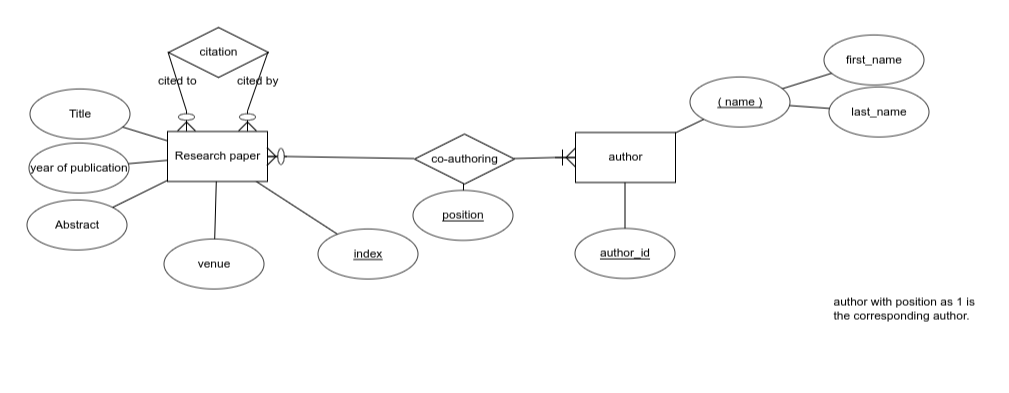 citation
cited to
cited by
first_name
( name )
last_name
Title
Research paper
co-authoring
author
year of publication
position
Abstract
venue
index
author_id
author with position as 1 is
the corresponding author.